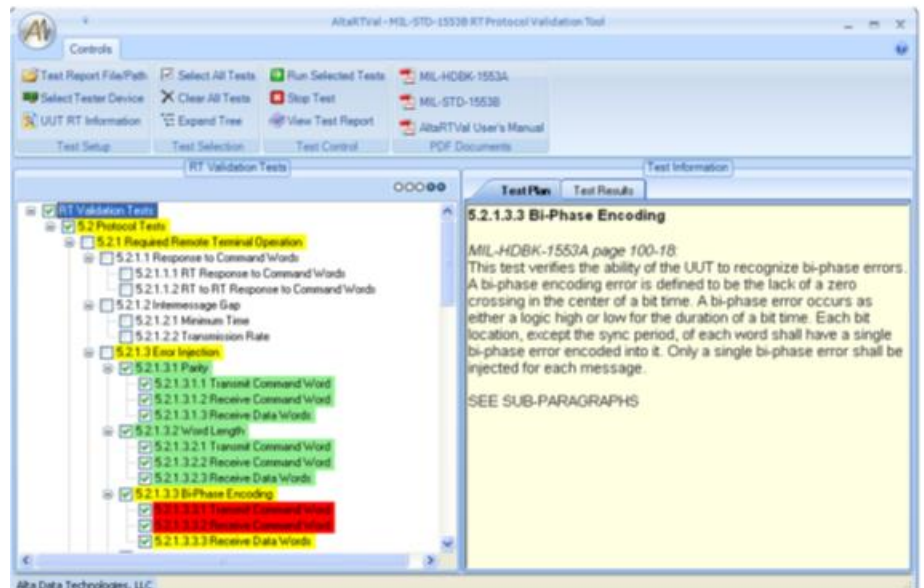 AltaRTVal - MIL-STD-1553B RT Protocol Validation Tool
Controls
Test Report File/Path
Select All Tests
Run Selected Tests
MIL-HDBK-1553A
Select Tester Device
Clear All Tests
Stop Test
MIL-STD-1553B
UUT RT Information
Expand Tree
View Test Report
AltaRTVal User's Manual
Test Setup
Test Selection
Test Control
PDF Documents
RT Validation Tests
Test Information
Test Plan
Test Results
RT Validation Tests
5.2 Protocol Tests
5.2.1 Required Remote Terminal Operation
5.2.1.1 Response to Command Words
5.2.1.1.1 RT Response to Command Words
5.2.1.1.2 RT to RT Response to Command Words
5.2.1.2 Intermessage Gap
5.2.1.2.1 Minimum Time
5.2.1.2.2 Transmission Rate
5.2.1.3 Error Injection
5.2.1.3.1 Parity
5.2.1.3.1.1 Transmit Command Word
5.2.1.3.1.2 Receive Command Word
5.2.1.3.1.3 Receive Data Words
5.2.1.3.2 Word Length
5.2.1.3.2.1 Transmit Command Word
5.2.1.3.2.2 Receive Command Word
5.2.1.3.2.3 Receive Data Words
5.2.1.3.3 Bi-Phase Encoding
5.2.1.3.3.1 Transmit Command Word
5.2.1.3.3.2 Receive Command Word
5.2.1.3.3.3 Receive Data Words
5.2.1.3.3 Bi-Phase Encoding
MIL-HDBK-1553A page 100-18:
This test verifies the ability of the UUT to recognize bi-phase errors.
A bi-phase encoding error is defined to be the lack of a zero
crossing in the center of a bit time. A bi-phase error occurs as
either a logic high or low for the duration of a bit time. Each bit
location, except the sync period, of each word shall have a single
bi-phase error encoded into it. Only a single bi-phase error shall be
injected for each message.
SEE SUB-PARAGRAPHS
Alta Data Technologies, LLC